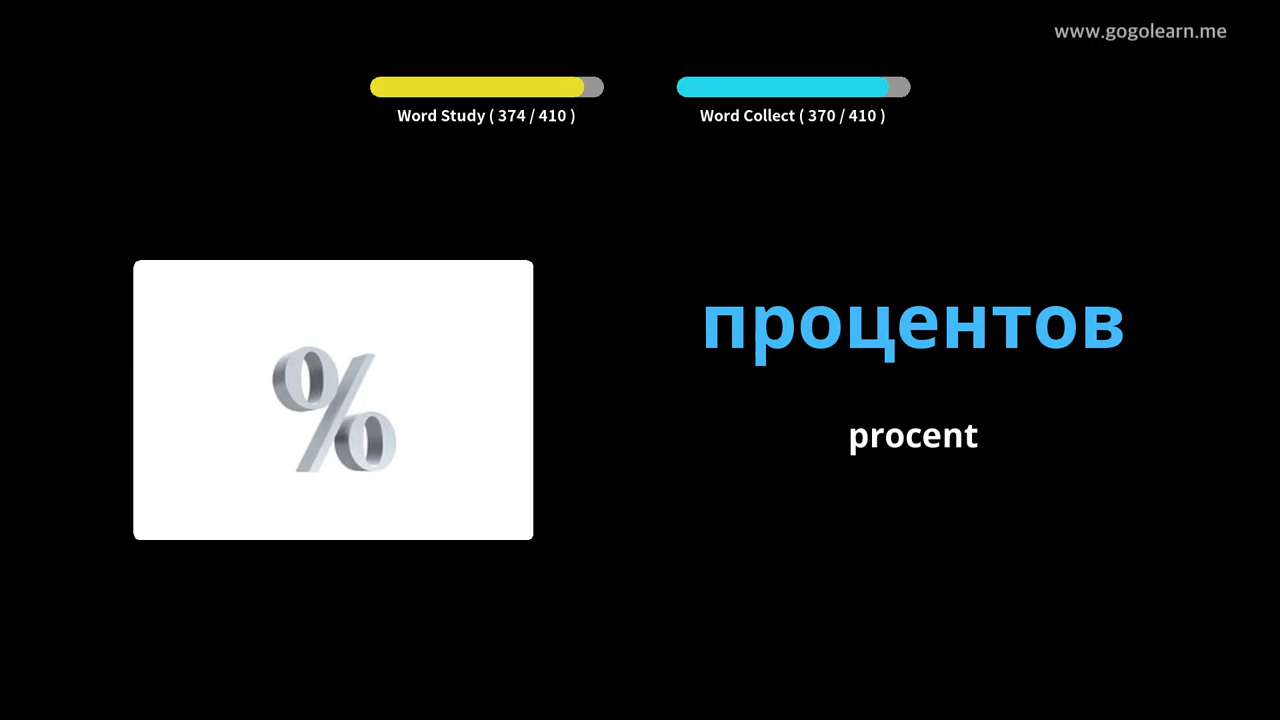 www.gogolearn.me
Word Study ( 374 / 410 )
Word Collect ( 370 / 410 )
%
процентов
procent